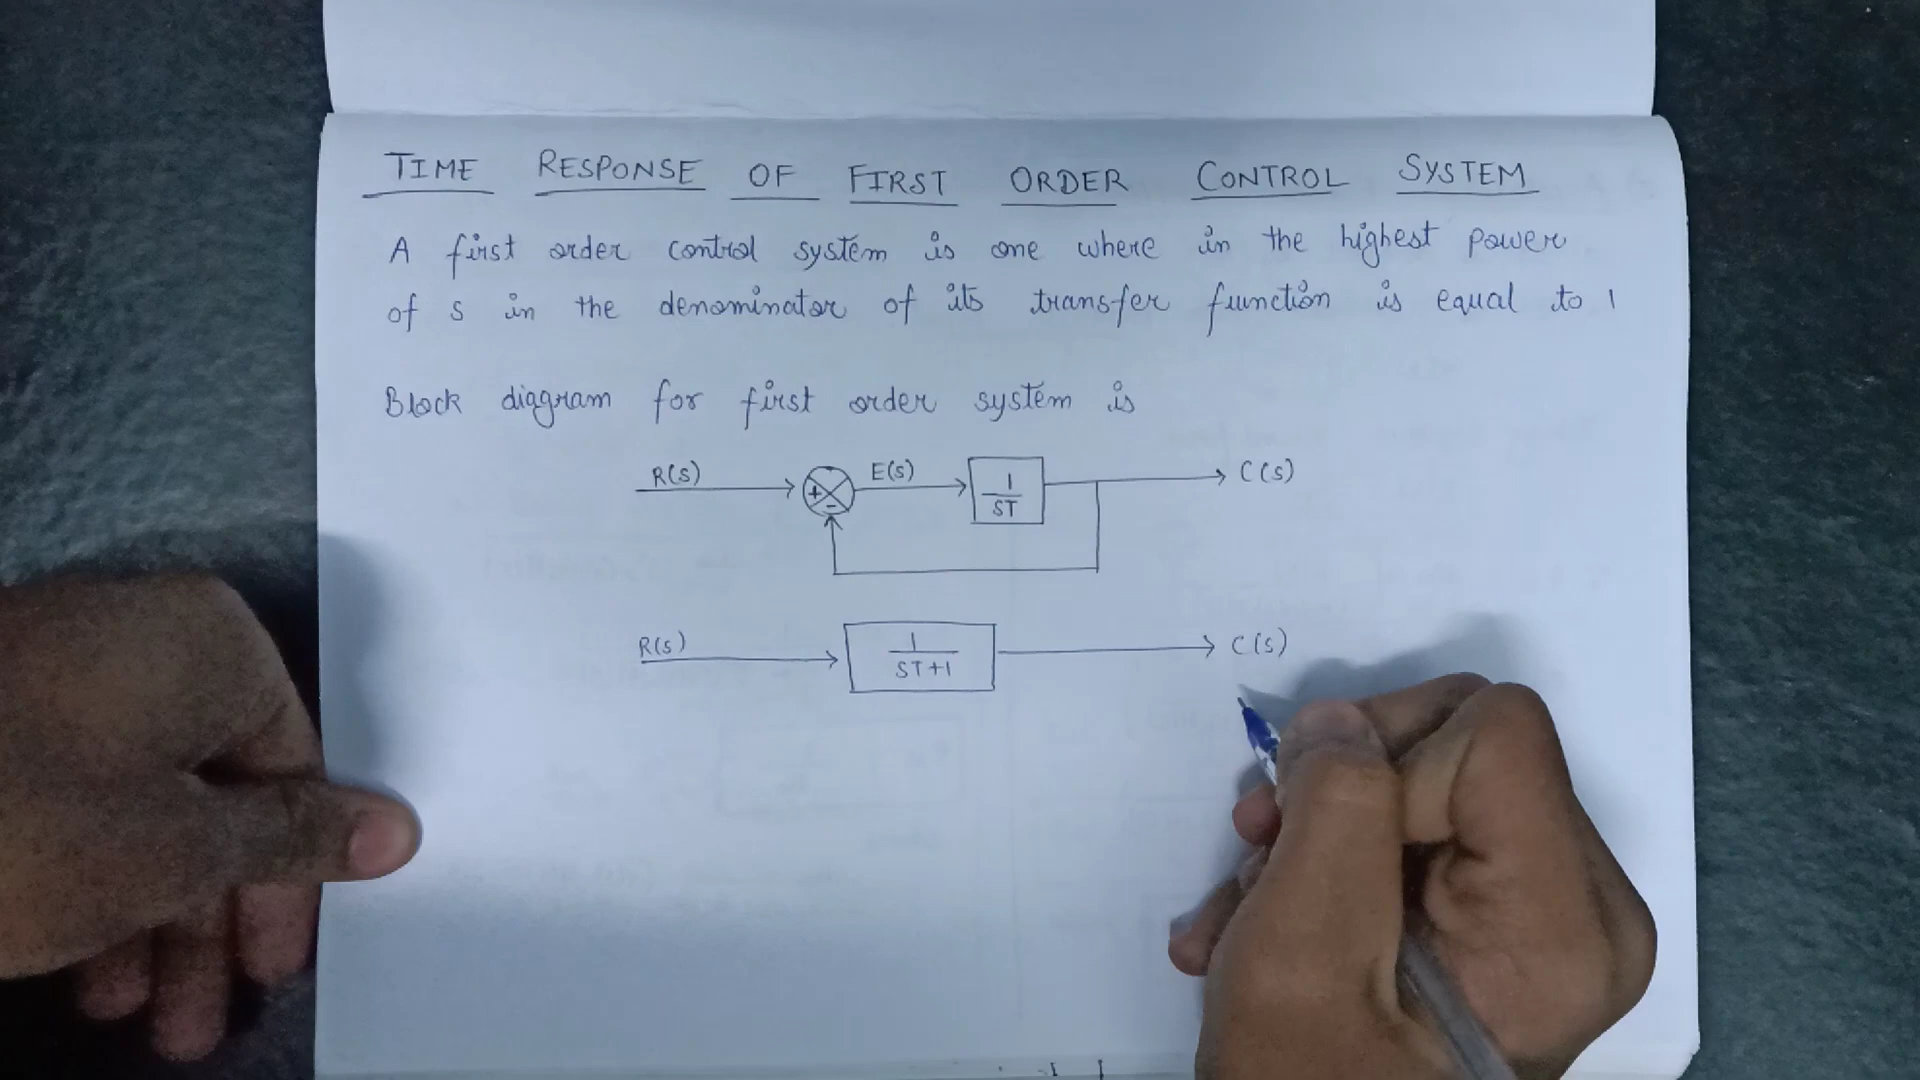 TIME RESPONSE OF FIRST ORDER CONTROL SYSTEM
A first order control system is one where in the highest power
of s in the denominator of its transfer function is equal to 1
Block diagram for first order system is
R(S) + - E(S) 1/ST C(S)
R(S) 1/ST+1 C(S)